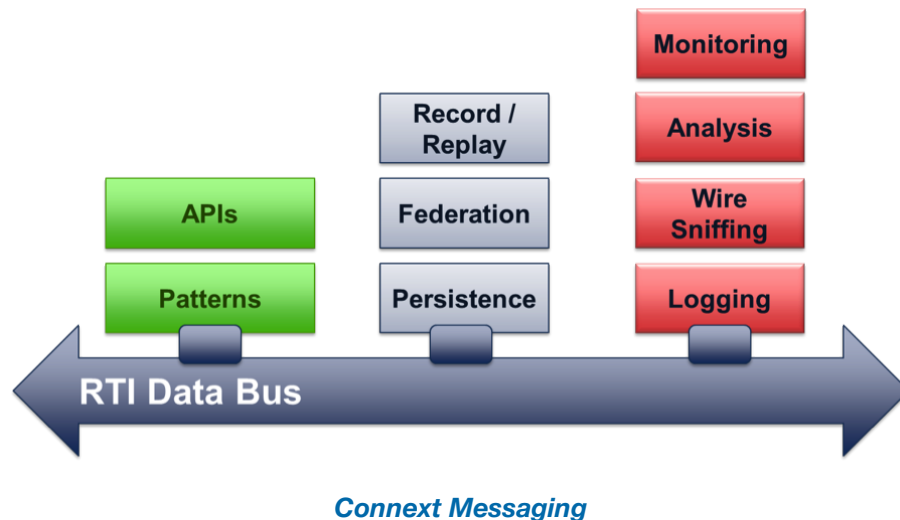 Monitoring
Record /
Replay
Analysis
APIs
Federation
Wire
Sniffing
Patterns
Persistence
Logging
RTI Data Bus
Connext Messaging